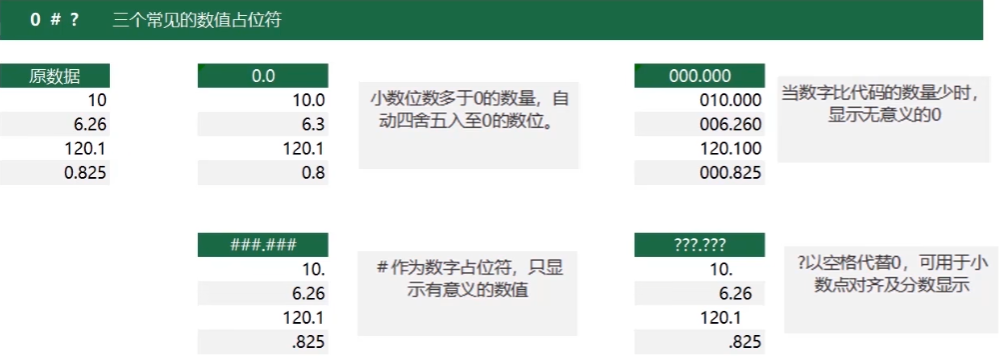 0 # ? 三个常见的数值占位符
原数据
10
6.26
120.1
0.825
0.0
10.0
6.3
120.1
0.8
小数位数多于0的数量，自
动四舍五入至0的数位。
000.000
010.000
006.260
120.100
000.825
当数字比代码的数量少时，
显示无意义的0
###.###
10.
6.26
120.1
.825
#作为数字占位符，只显
示有意义的数值
???.???
10.
6.26
120.1
.825
?以空格代替0，可用于小
数点对齐及分数显示